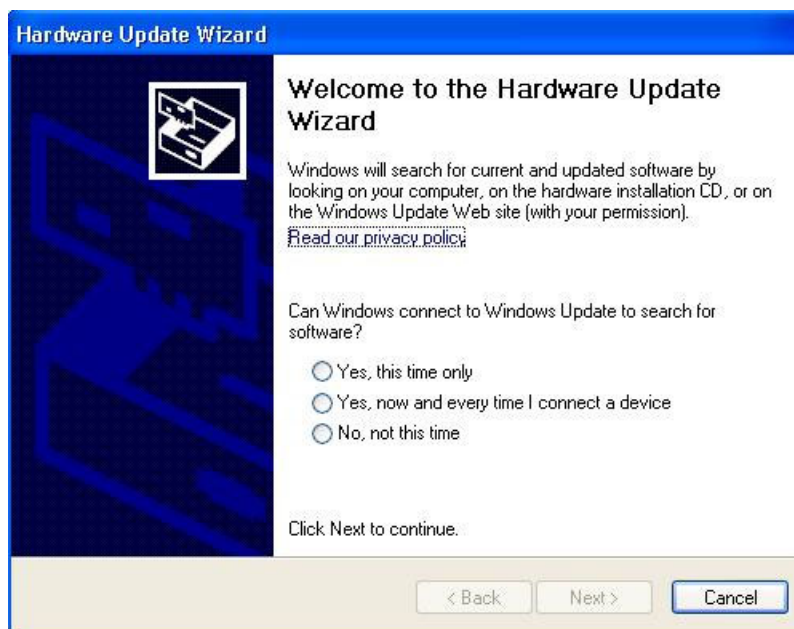 Hardware Update Wizard
Welcome to the Hardware Update
Wizard
Windows will search for current and updated software by
looking on your computer, on the hardware installation CD, or on
the Windows Update Web site (with your permission).
Read our privacy policy
Can Windows connect to Windows Update to search for
software?
Yes, this time only
Yes, now and every time I connect a device
No, not this time
Click Next to continue.
< Back Next > Cancel